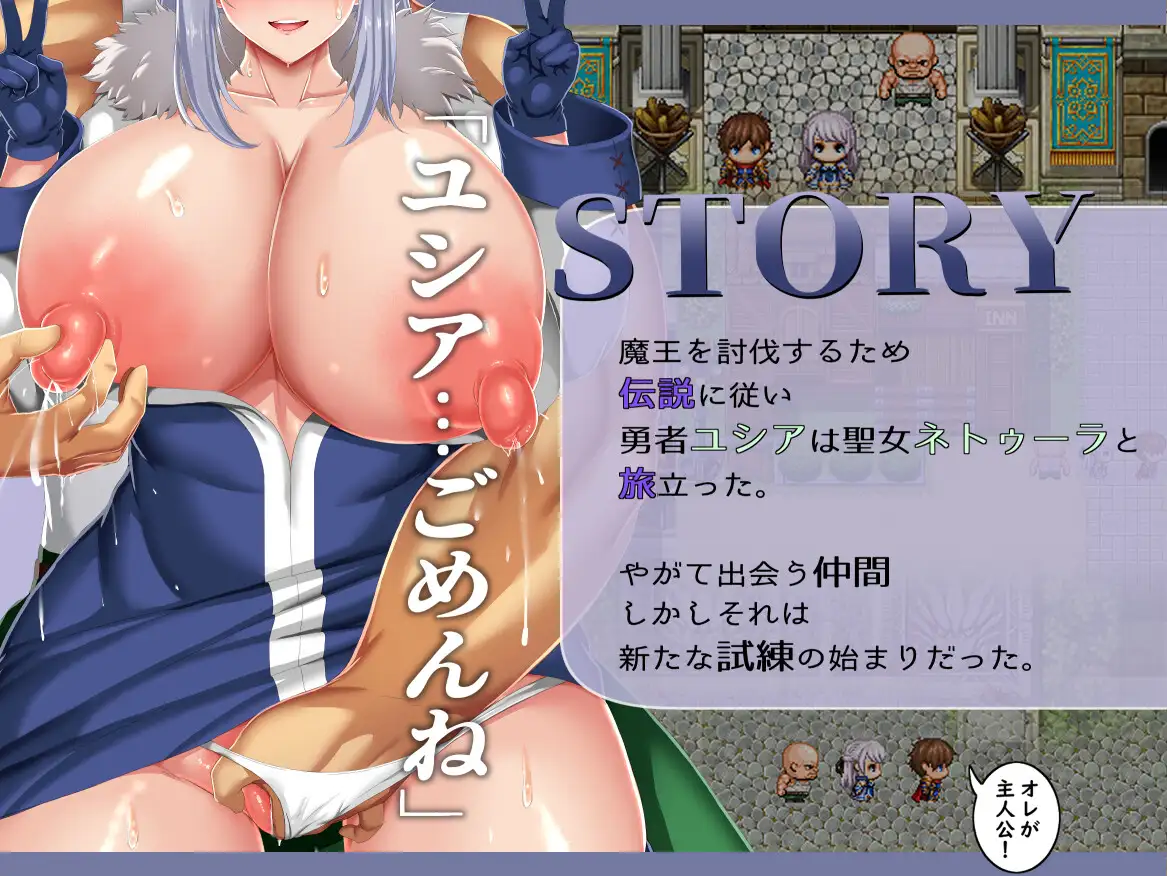 「ユシア…ごめんね」
STORY
INN
魔王を討伐するため
伝説に従い
勇者ユシアは聖女ネトゥーラと
旅立った。
やがて出会う仲間
しかしそれは
新たな試練の始まりだった。
オレが
主人公！